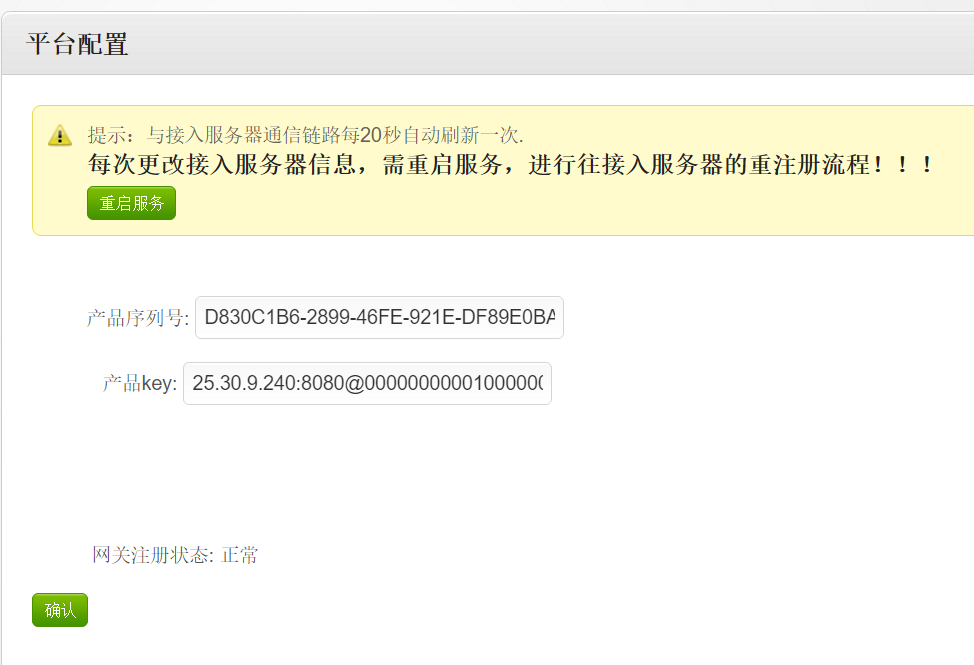 平台配置
提示：与接入服务器通信链路每20秒自动刷新一次.
每次更改接入服务器信息，需重启服务，进行往接入服务器的重注册流程！！！
重启服务
产品序列号: D830C1B6-2899-46FE-921E-DF89E0BA
产品key: 25.30.9.240:8080@0000000000100000
网关注册状态: 正常
确认